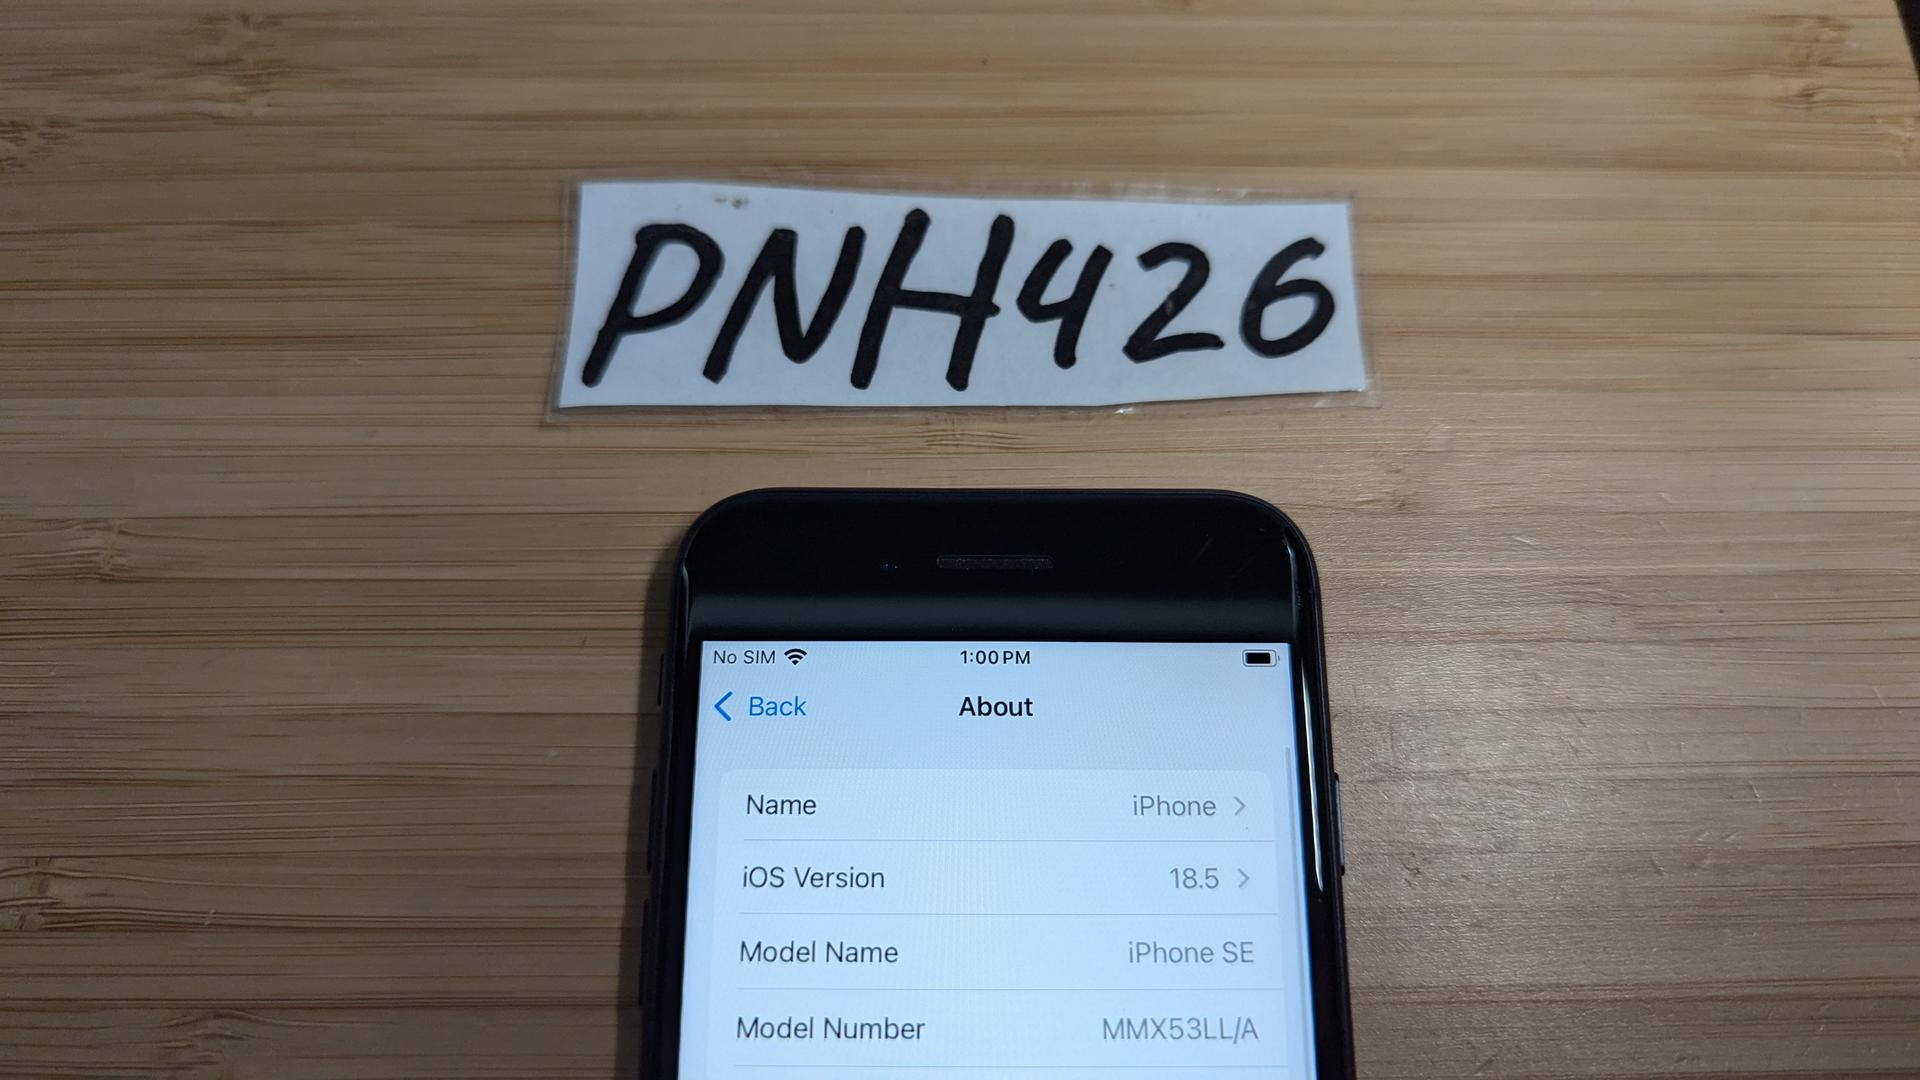 PNH426
No SIM 1:00 PM
Back About
Name iPhone
iOS Version 18.5
Model Name iPhone SE
Model Number MMX53LL/A